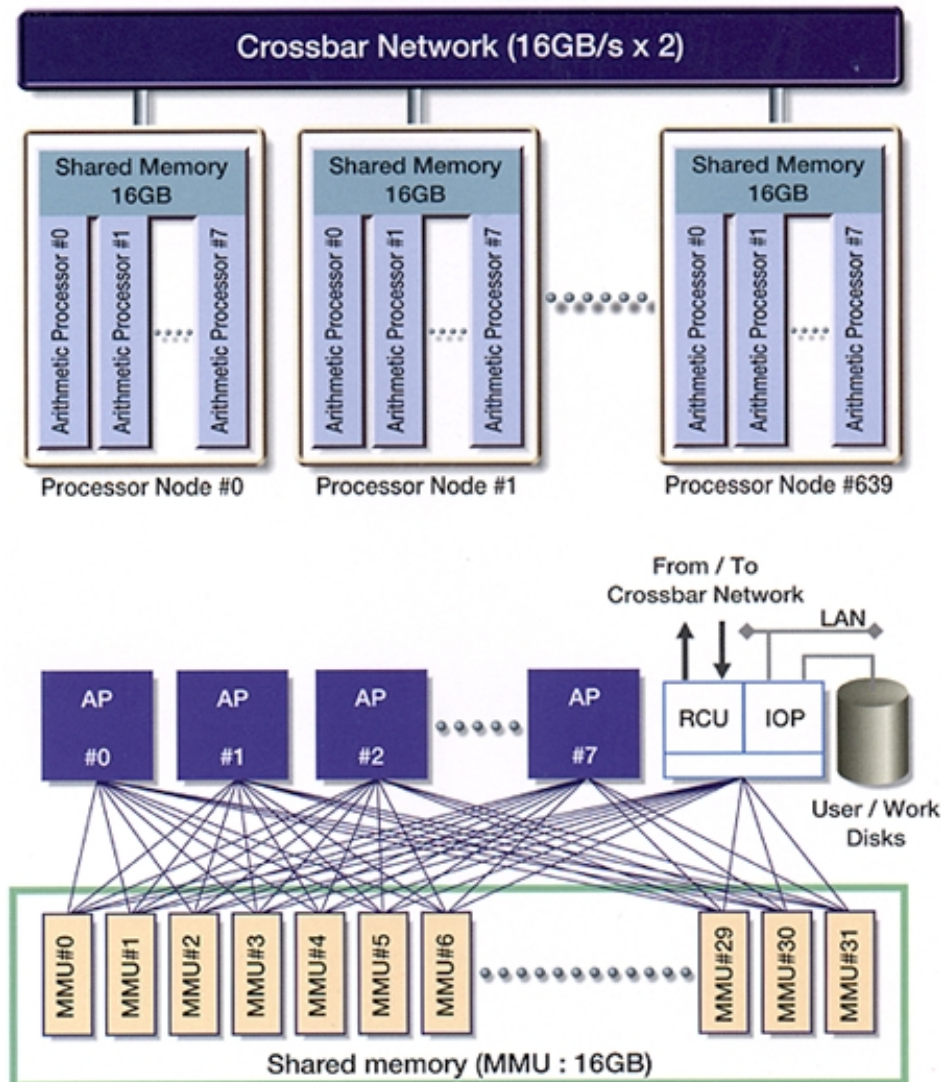 Crossbar Network (16GB/s x 2)
Shared Memory
16GB
Arithmetic Processor #0
Arithmetic Processor #1
Arithmetic Processor #7
Processor Node #0
Shared Memory
16GB
Arithmetic Processor #0
Arithmetic Processor #1
Arithmetic Processor #7
Processor Node #1
Shared Memory
16GB
Arithmetic Processor #0
Arithmetic Processor #1
Arithmetic Processor #7
Processor Node #639
From / To
Crossbar Network
LAN
AP
#0
AP
#1
AP
#2
AP
#7
RCU
IOP
User / Work
Disks
MMU#0
MMU#1
MMU#2
MMU#3
MMU#4
MMU#5
MMU#6
MMU#29
MMU#30
MMU#31
Shared memory (MMU : 16GB)